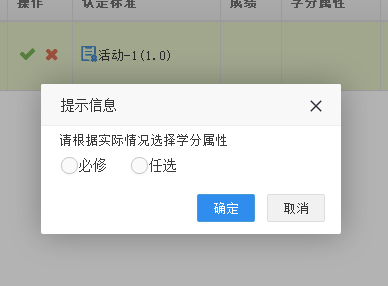 操作 认定标准 成绩 学分属性
活动-1(1.0)
提示信息
请根据实际情况选择学分属性
必修 任选
确定 取消